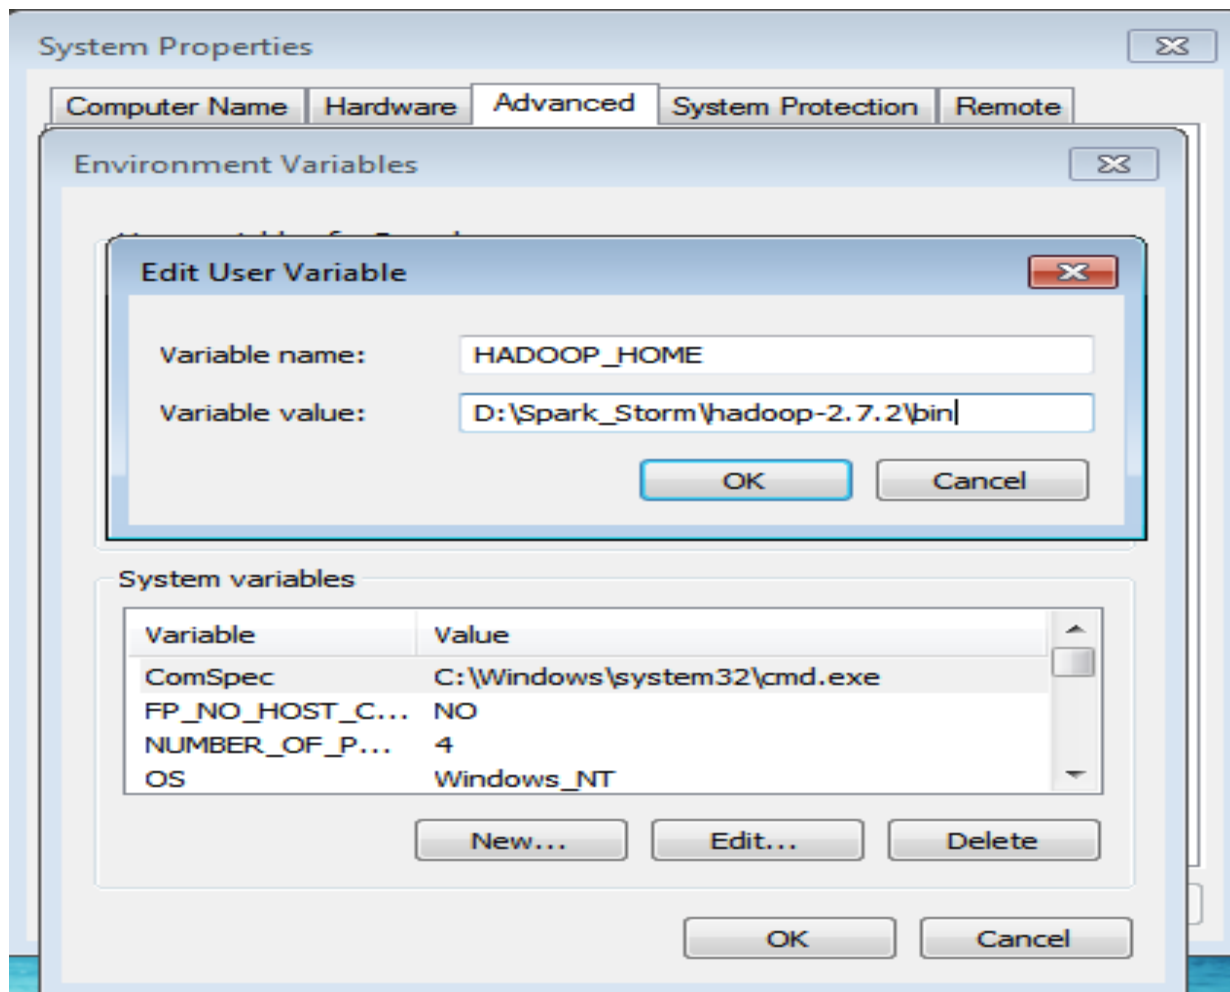 System Properties
Computer Name Hardware Advanced System Protection Remote
Environment Variables
Edit User Variable
Variable name: HADOOP_HOME
Variable value: D:\Spark_Storm\hadoop-2.7.2\bin
OK Cancel
System variables
Variable Value
ComSpec C:\Windows\system32\cmd.exe
FP_NO_HOST_C... NO
NUMBER_OF_P... 4
OS Windows_NT
New... Edit... Delete
OK Cancel